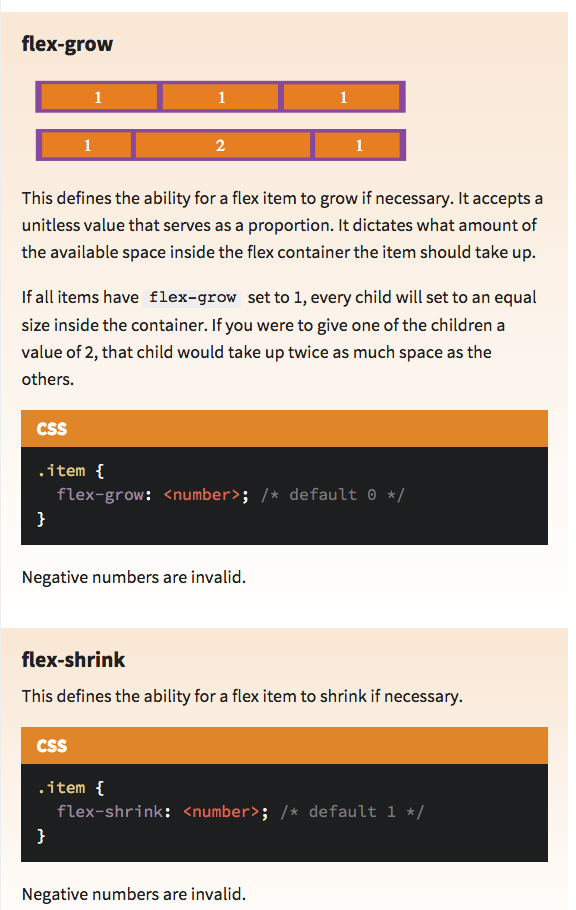 flex-grow
1 1 1
1 2 1
This defines the ability for a flex item to grow if necessary. It accepts a
unitless value that serves as a proportion. It dictates what amount of
the available space inside the flex container the item should take up.
If all items have flex-grow set to 1, every child will set to an equal
size inside the container. If you were to give one of the children a
value of 2, that child would take up twice as much space as the
others.
CSS
.item {
  flex-grow: <number>; /* default 0 */
}
Negative numbers are invalid.
flex-shrink
This defines the ability for a flex item to shrink if necessary.
CSS
.item {
  flex-shrink: <number>; /* default 1 */
}
Negative numbers are invalid.